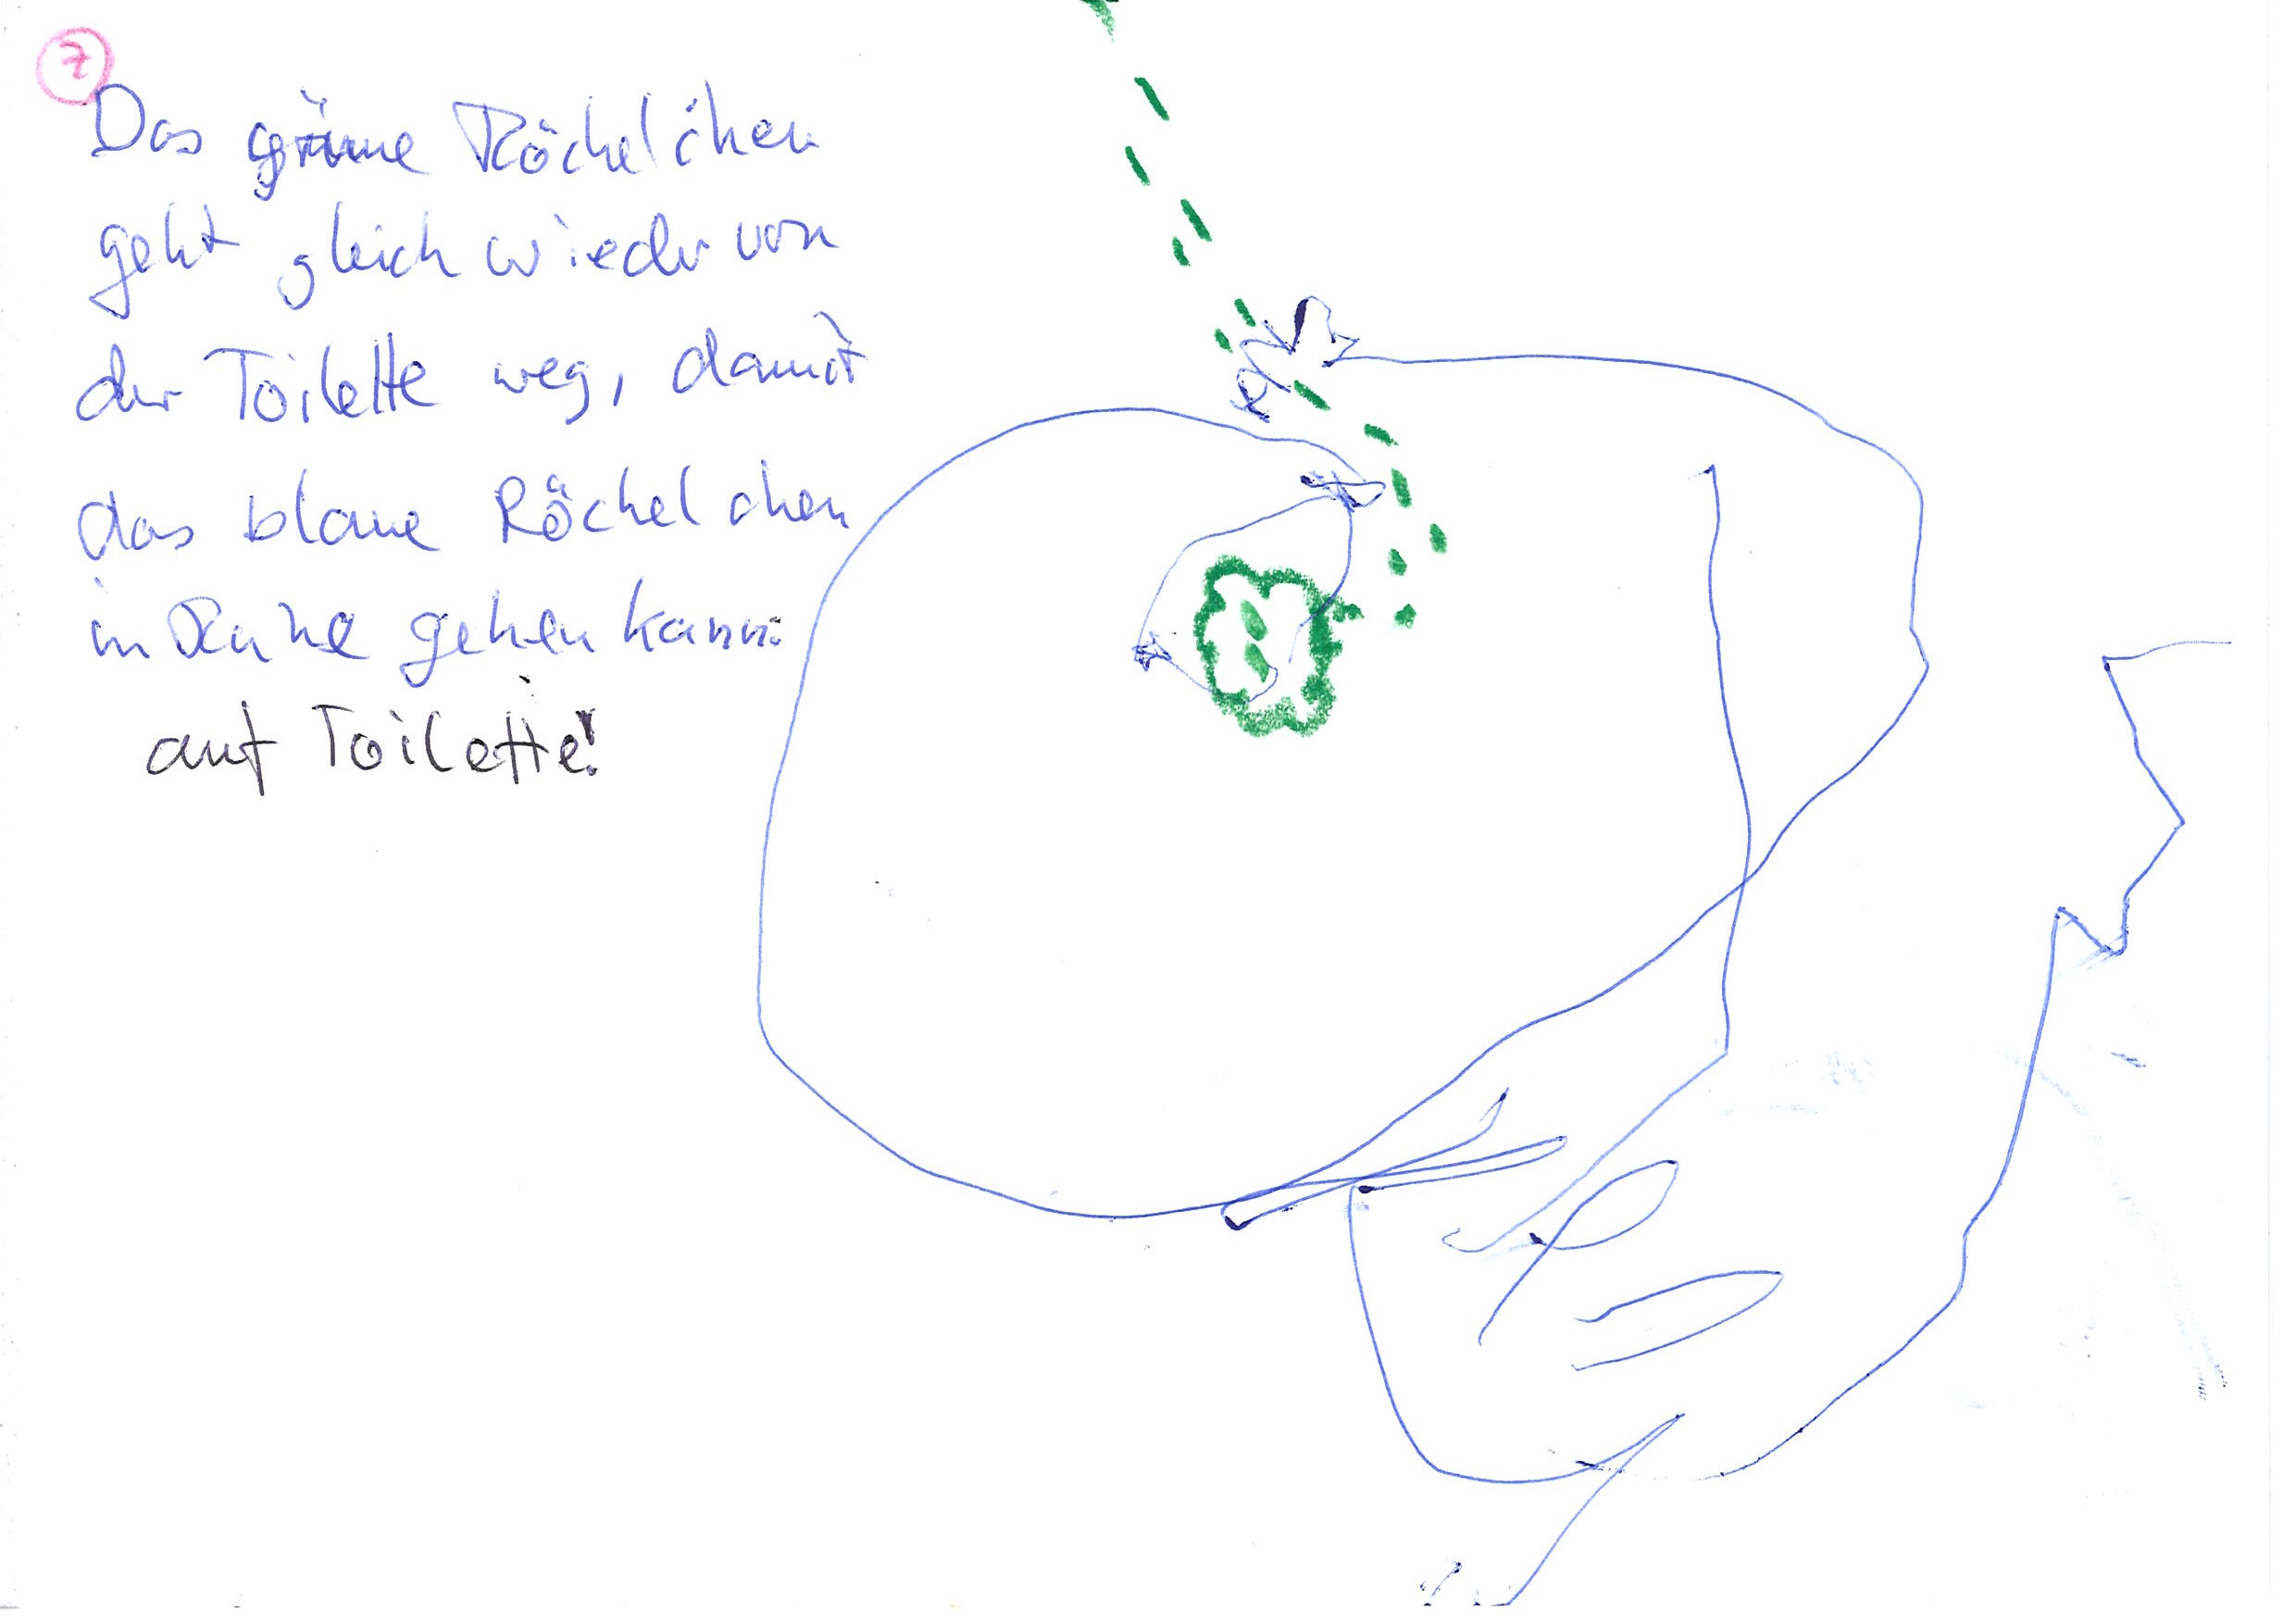 7
Das grüne Röchelchen
geht gleich wieder von
der Toilette weg, damit
das blaue Röchelchen
in Ruhe gehen kann.
auf Toilette!